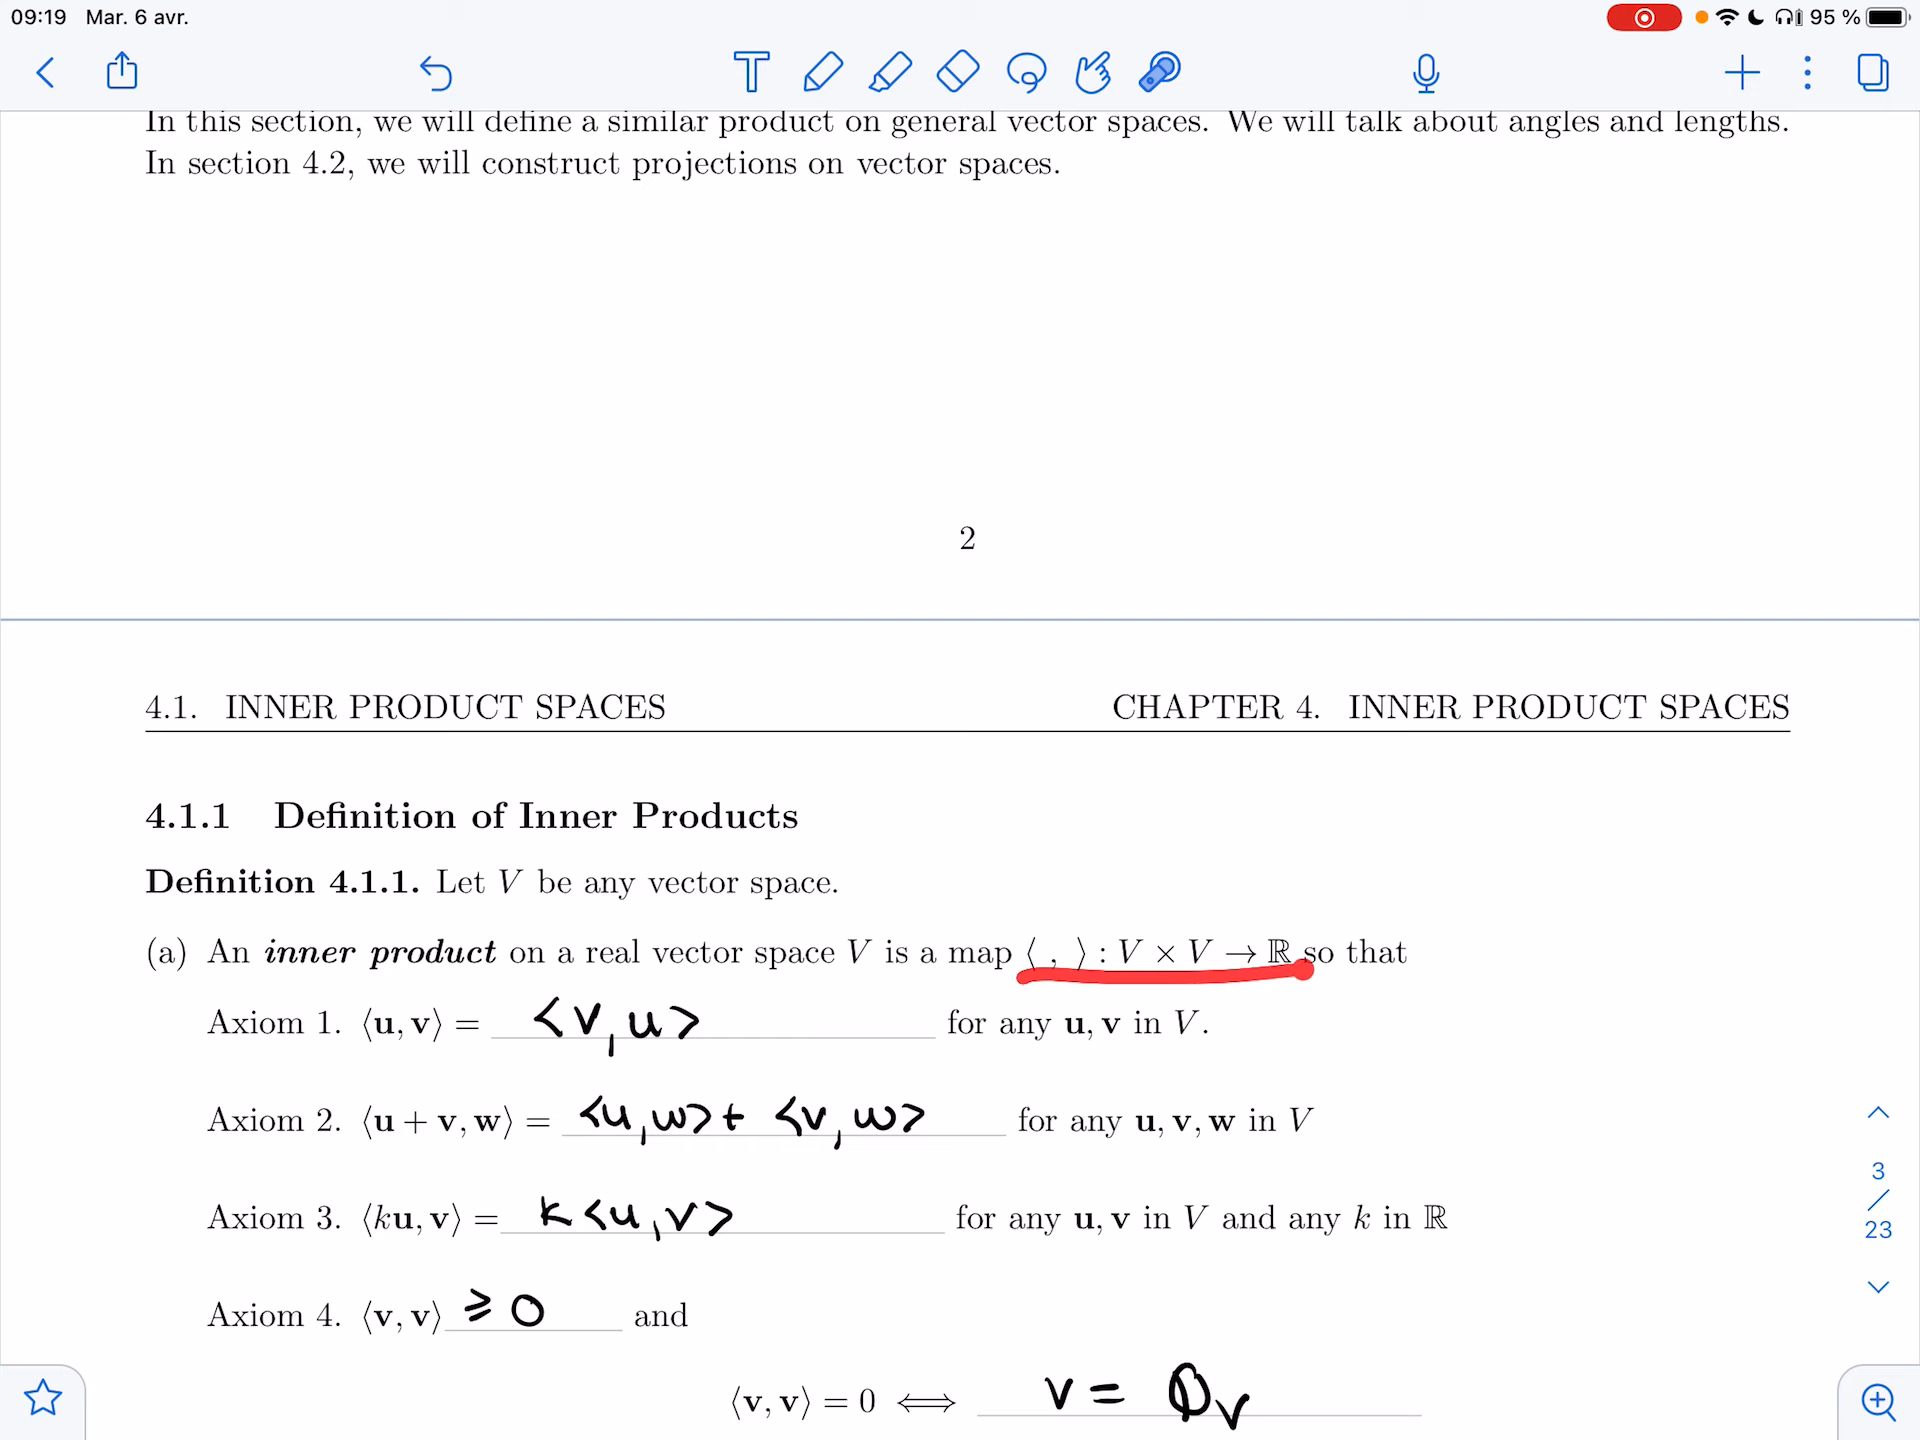 09:19 Mar. 6 avr. 95 %
In this section, we will define a similar product on general vector spaces. We will talk about angles and lengths.
In section 4.2, we will construct projections on vector spaces.
2
4.1. INNER PRODUCT SPACES CHAPTER 4. INNER PRODUCT SPACES
4.1.1 Definition of Inner Products
Definition 4.1.1. Let V be any vector space.
(a) An inner product on a real vector space V is a map ⟨ , ⟩ : V × V → ℝ so that
Axiom 1. ⟨u, v⟩ = <v,u> for any u, v in V.
Axiom 2. ⟨u + v, w⟩ = <u,w>+ <v,w> for any u, v, w in V
Axiom 3. ⟨ku, v⟩ = k<u,v> for any u, v in V and any k in ℝ
Axiom 4. ⟨v, v⟩ ⩾ 0 and
⟨v, v⟩ = 0 ⟺ v = 0_V
3
/
23